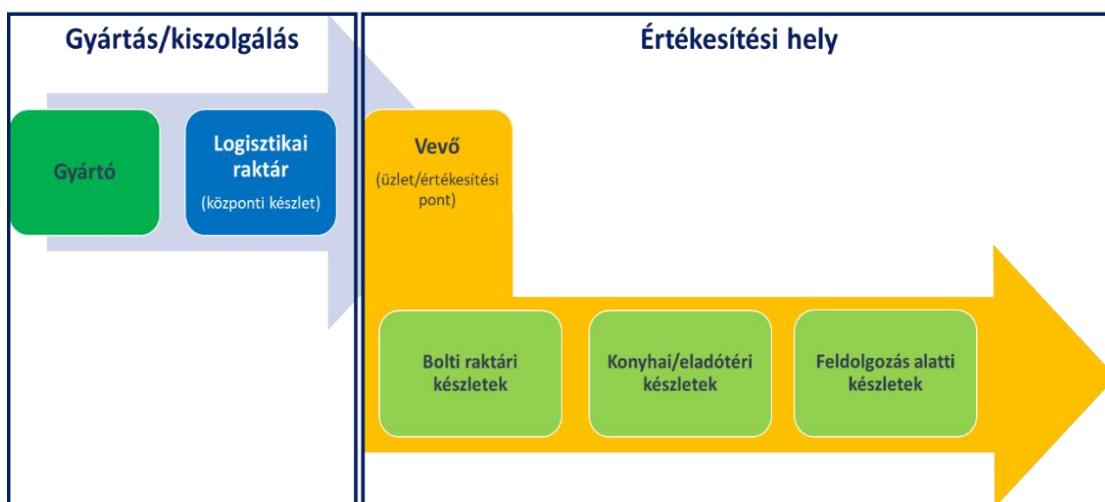 Gyártás/kiszolgálás
Értékesítési hely
Gyártó
Logisztikai
raktár
(központi készlet)
Vevő
(üzlet/értékesítési
pont)
Bolti raktári
készletek
Konyhai/eladótéri
készletek
Feldolgozás alatti
készletek